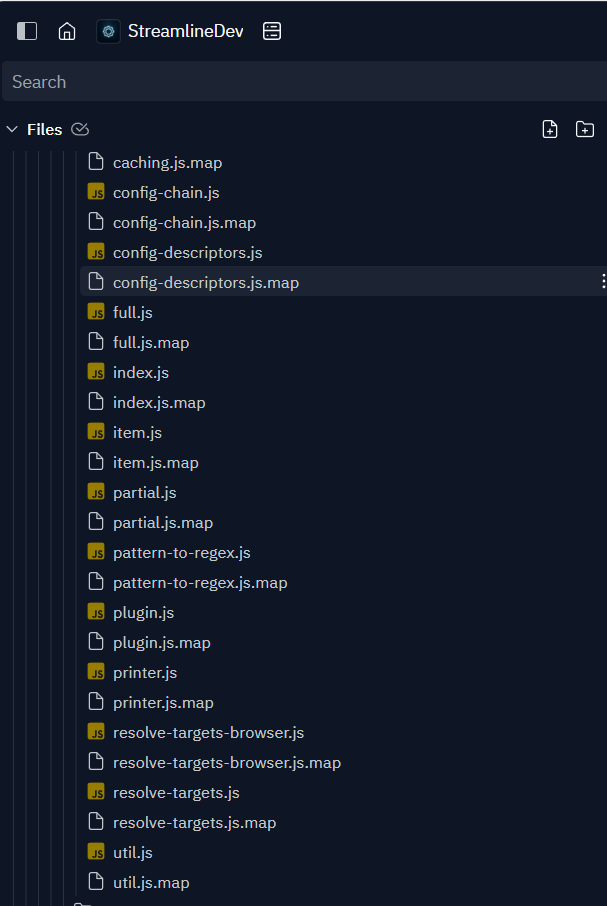 StreamlineDev
Search
Files
caching.js.map
JS config-chain.js
config-chain.js.map
JS config-descriptors.js
config-descriptors.js.map
JS full.js
full.js.map
JS index.js
index.js.map
JS item.js
item.js.map
JS partial.js
partial.js.map
JS pattern-to-regex.js
pattern-to-regex.js.map
JS plugin.js
plugin.js.map
JS printer.js
printer.js.map
JS resolve-targets-browser.js
resolve-targets-browser.js.map
JS resolve-targets.js
resolve-targets.js.map
JS util.js
util.js.map